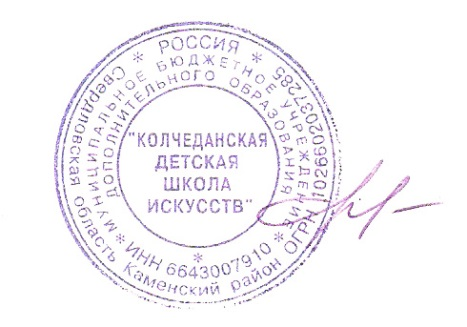 * РОССИЯ *
Свердловская область Каменский район ОГРН 1026602037285
МУНИЦИПАЛЬНОЕ БЮДЖЕТНОЕ УЧРЕЖДЕНИЕ
ДОПОЛНИТЕЛЬНОГО ОБРАЗОВАНИЯ
* ИНН 6643007910 *
"КОЛЧЕДАНСКАЯ
ДЕТСКАЯ
ШКОЛА
ИСКУССТВ"
*